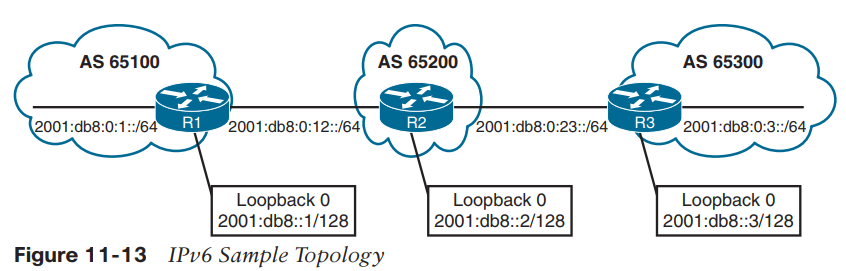 AS 65100
AS 65200
AS 65300
R1
R2
R3
2001:db8:0:1::/64
2001:db8:0:12::/64
2001:db8:0:23::/64
2001:db8:0:3::/64
Loopback 0
2001:db8::1/128
Loopback 0
2001:db8::2/128
Loopback 0
2001:db8::3/128
Figure 11-13 IPv6 Sample Topology